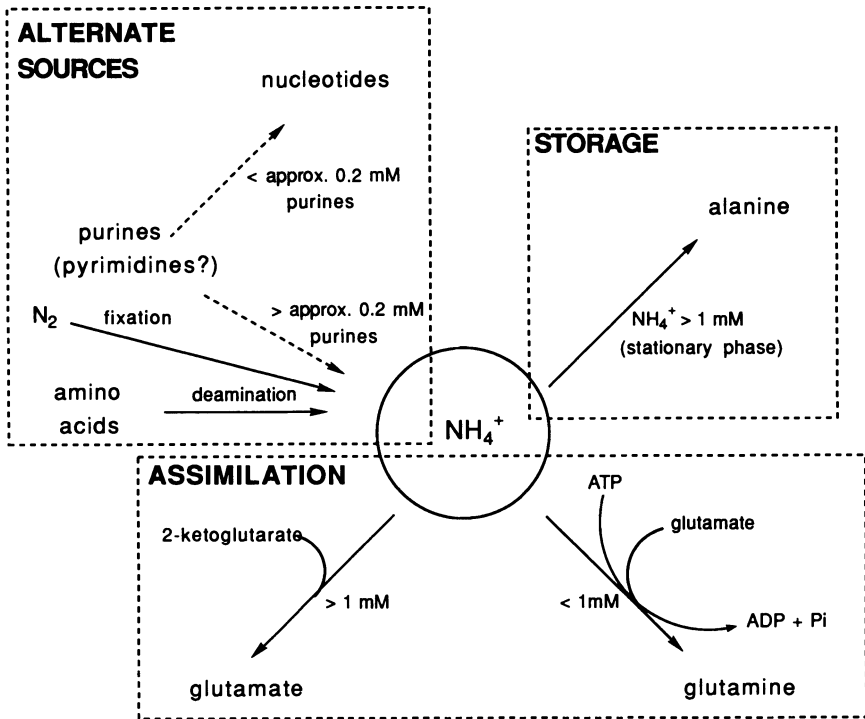 ALTERNATE
SOURCES
nucleotides
< approx. 0.2 mM
purines
purines
(pyrimidines?)
> approx. 0.2 mM
purines
N₂
fixation
amino
acids
deamination
STORAGE
alanine
NH₄⁺ > 1 mM
(stationary phase)
NH₄⁺
ASSIMILATION
2-ketoglutarate
> 1 mM
glutamate
ATP
glutamate
< 1mM
ADP + Pi
glutamine